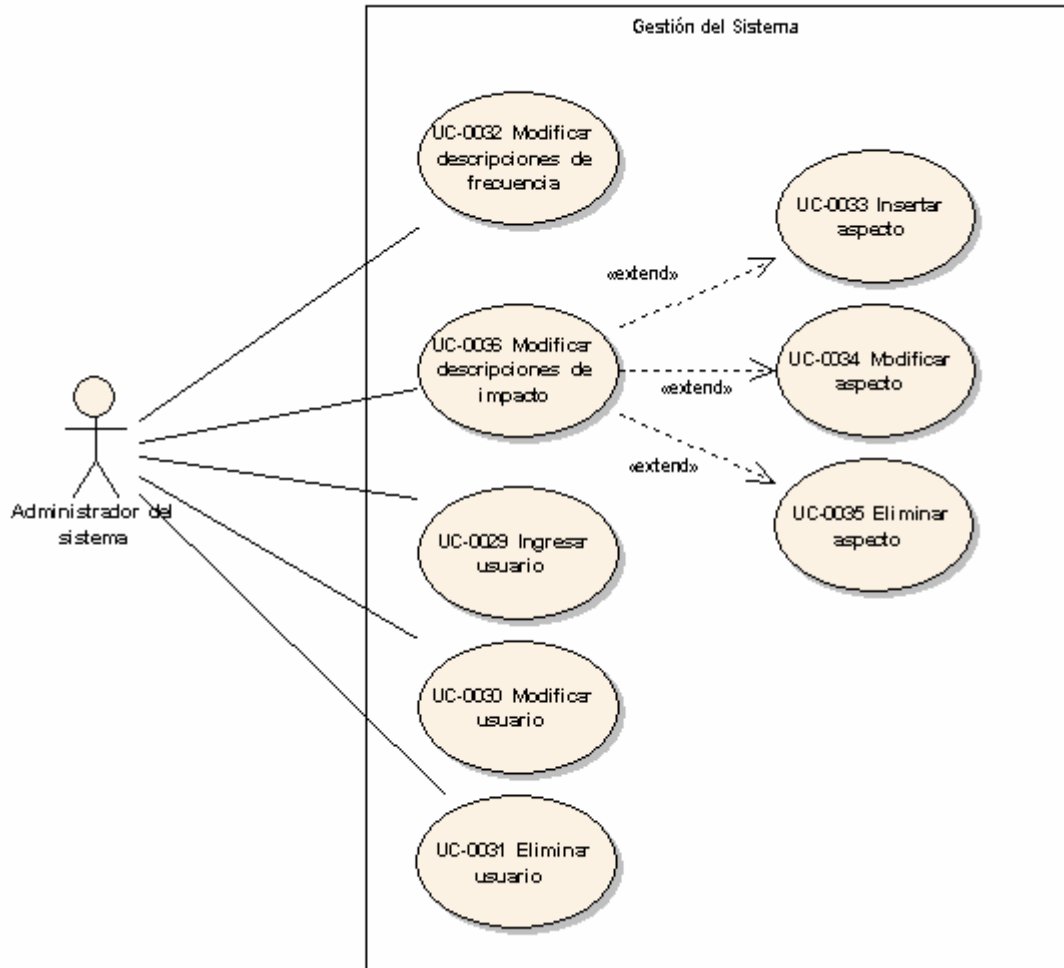 Gestión del Sistema
UC-0032 Modificar
descripciones de
frecuencia
UC-0033 Insertar
aspecto
«extend»
UC-0036 Modificar
descripciones de
impacto
UC-0034 Modificar
aspecto
«extend»
«extend»
Administrador del
sistema
UC-0035 Eliminar
aspecto
UC-0029 Ingresar
usuario
UC-0030 Modificar
usuario
UC-0031 Eliminar
usuario